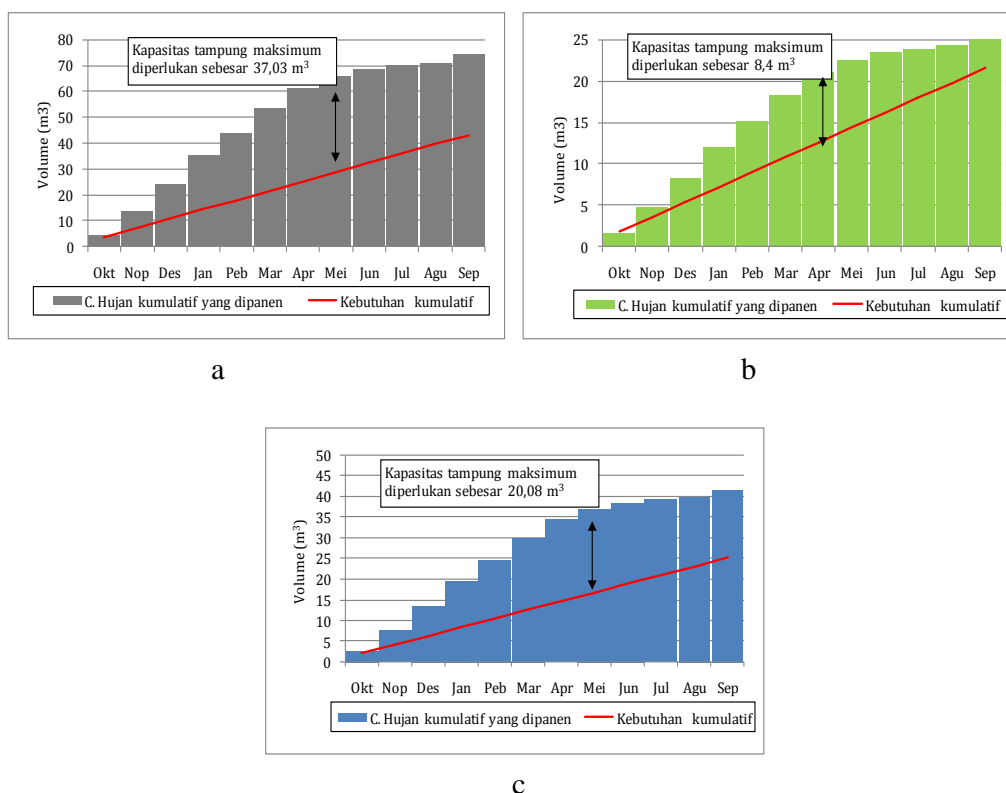 Kapasitas tampung maksimum
diperlukan sebesar 37,03 m³
Volume (m3)
80
70
60
50
40
30
20
10
0
Okt Nop Des Jan Peb Mar Apr Mei Jun Jul Agu Sep
C. Hujan kumulatif yang dipanen Kebutuhan kumulatif
a
Kapasitas tampung maksimum
diperlukan sebesar 8,4 m³
Volume (m3)
25
20
15
10
5
0
Okt Nop Des Jan Peb Mar Apr Mei Jun Jul Agu Sep
C. Hujan kumulatif yang dipanen Kebutuhan kumulatif
b
Kapasitas tampung maksimum
diperlukan sebesar 20,08 m³
Volume (m³)
50
45
40
35
30
25
20
15
10
5
0
Okt Nop Des Jan Peb Mar Apr Mei Jun Jul Agu Sep
C. Hujan kumulatif yang dipanen Kebutuhan kumulatif
c